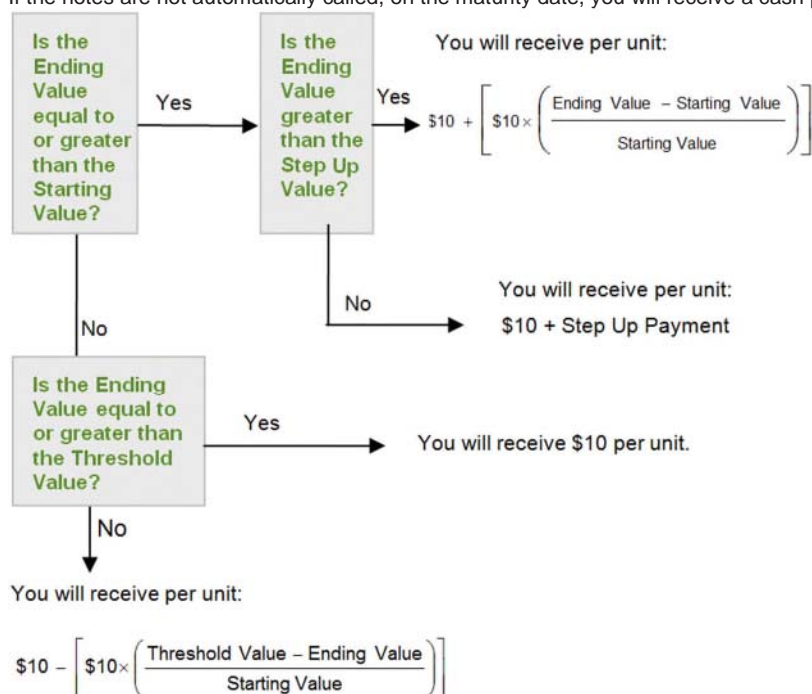 If the notes are not automatically called, on the maturity date, you will receive a cash
Is the
Ending
Value
equal to
or greater
than the
Starting
Value?
Yes
Is the
Ending
Value
greater
than the
Step Up
Value?
Yes
You will receive per unit:
$10 + [ $10× ( Ending Value – Starting Value
Starting Value ) ]
No
You will receive per unit:
$10 + Step Up Payment
No
Is the Ending
Value equal to
or greater than
the Threshold
Value?
Yes
You will receive $10 per unit.
No
You will receive per unit:
$10 – [ $10× ( Threshold Value – Ending Value
Starting Value ) ]